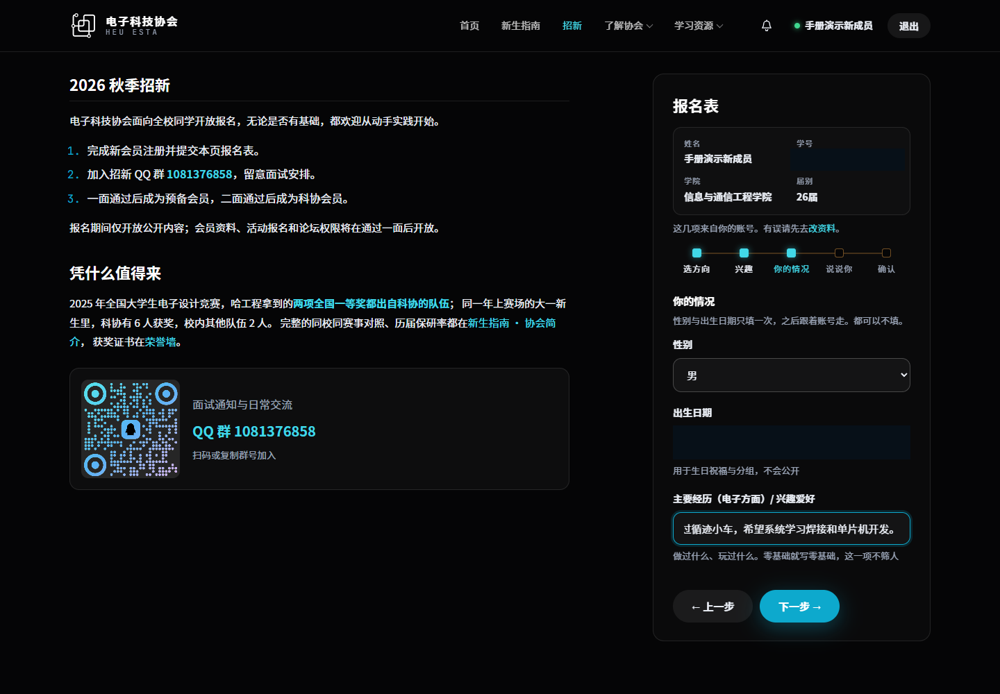 电子科技协会
HEU ESTA
首页
新生指南
招新
了解协会
学习资源
手册演示新成员
退出
2026 秋季招新
电子科技协会面向全校同学开放报名，无论是否有基础，都欢迎从动手实践开始。
1. 完成新会员注册并提交本页报名表。
2. 加入招新 QQ 群 1081376858，留意面试安排。
3. 一面通过后成为预备会员，二面通过后成为科协会员。
报名期间仅开放公开内容；会员资料、活动报名和论坛权限将在通过一面后开放。
凭什么值得来
2025 年全国大学生电子设计竞赛，哈工程拿到的两项全国一等奖都出自科协的队伍； 同一年上赛场的大一新
生里，科协有 6 人获奖，校内其他队伍 2 人。 完整的同校同赛事对照、历届保研率都在新生指南 · 协会简
介， 获奖证书在荣誉墙。
面试通知与日常交流
QQ 群 1081376858
扫码或复制群号加入
报名表
姓名
学号
手册演示新成员
学院
届别
信息与通信工程学院
26届
这几项来自你的账号。有误请先去改资料。
选方向
兴趣
你的情况
说说你
确认
你的情况
性别与出生日期只填一次，之后跟着账号走。都可以不填。
性别
男
出生日期
用于生日祝福与分组，不会公开
主要经历（电子方面）/ 兴趣爱好
过循迹小车，希望系统学习焊接和单片机开发。
做过什么、玩过什么。零基础就写零基础，这一项不筛人
← 上一步
下一步 →